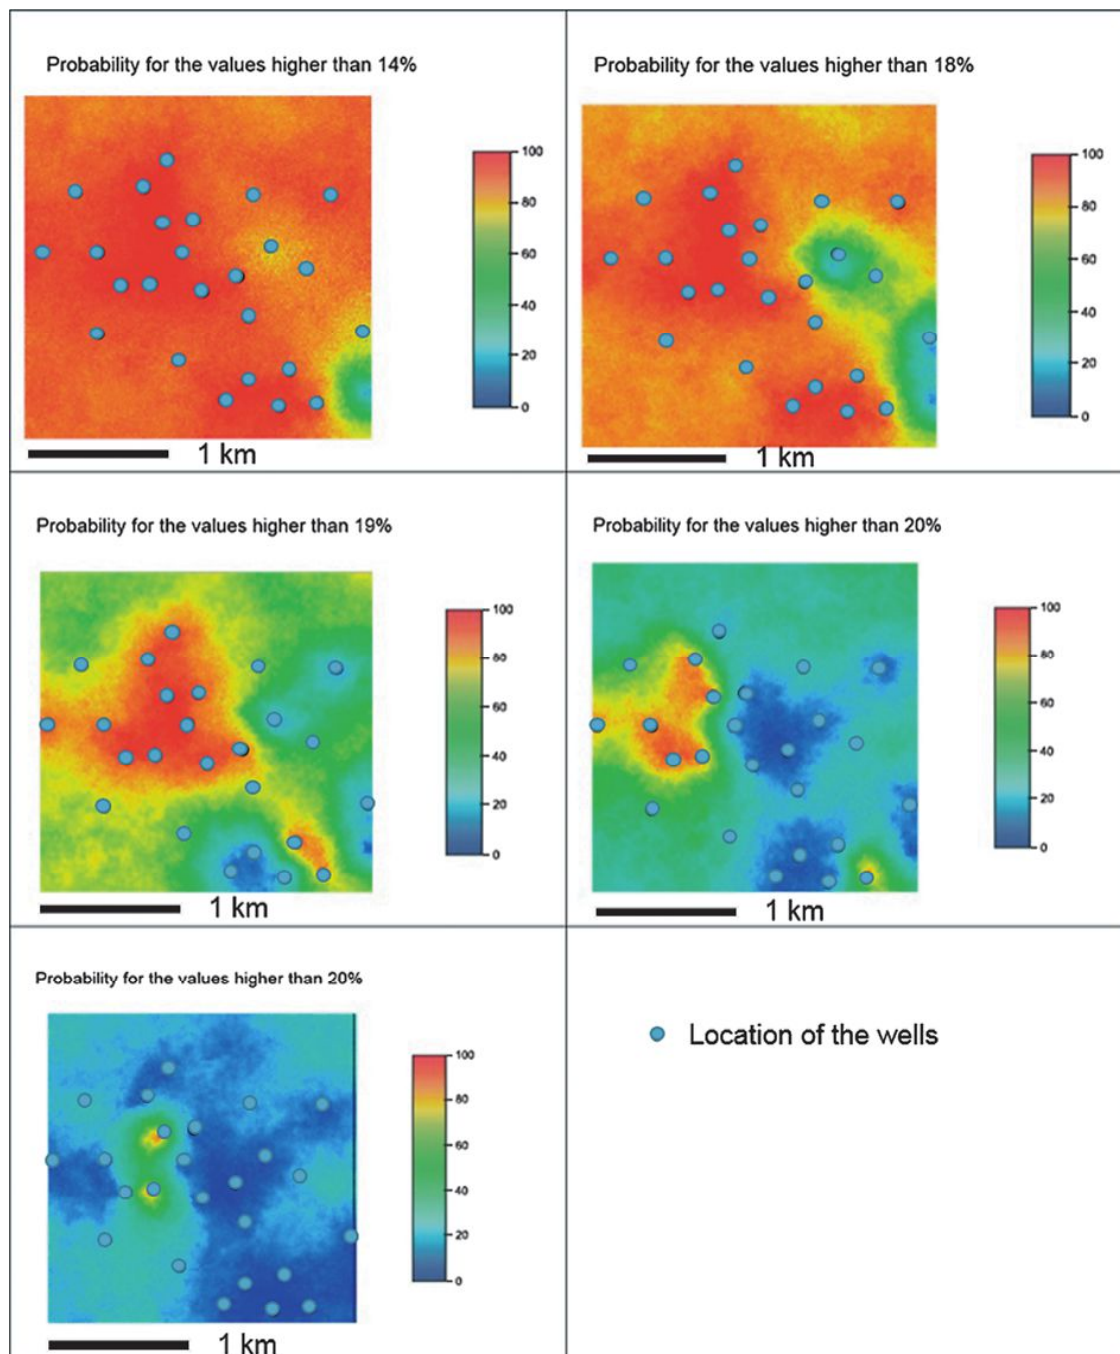 Probability for the values higher than 14%
100
80
60
40
20
0
1 km
Probability for the values higher than 18%
100
80
60
40
20
0
1 km
Probability for the values higher than 19%
100
80
60
40
20
0
1 km
Probability for the values higher than 20%
100
80
60
40
20
0
1 km
Probability for the values higher than 20%
100
80
60
40
20
0
1 km
Location of the wells